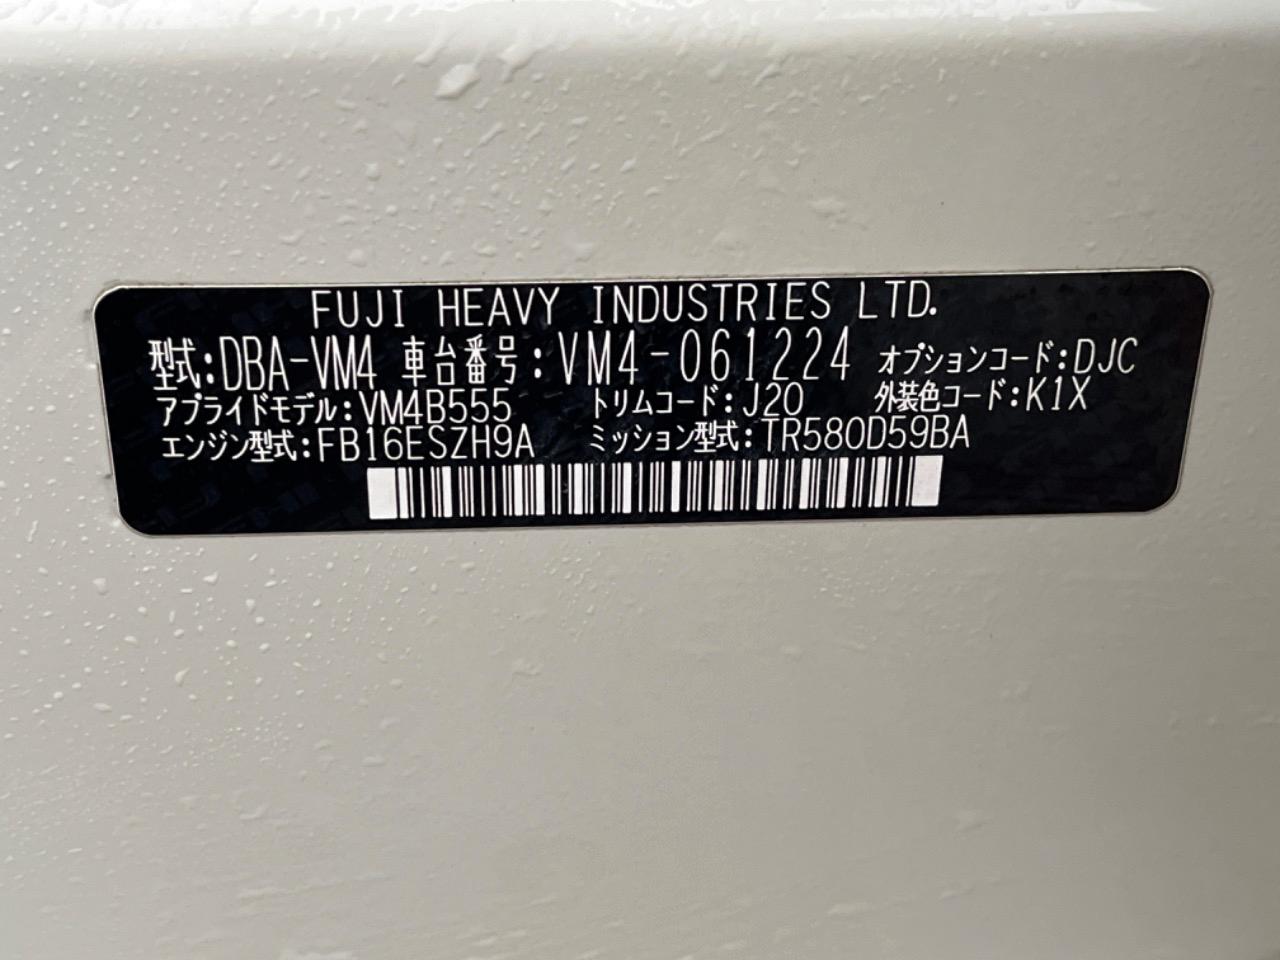 FUJI HEAVY INDUSTRIES LTD.
型式:DBA-VM4 車台番号:VM4-061224 オプションコード:DJC
アプライドモデル:VM4B555 トリムコード:J20 外装色コード:K1X
エンジン型式:FB16ESZH9A ミッション型式:TR580D59BA